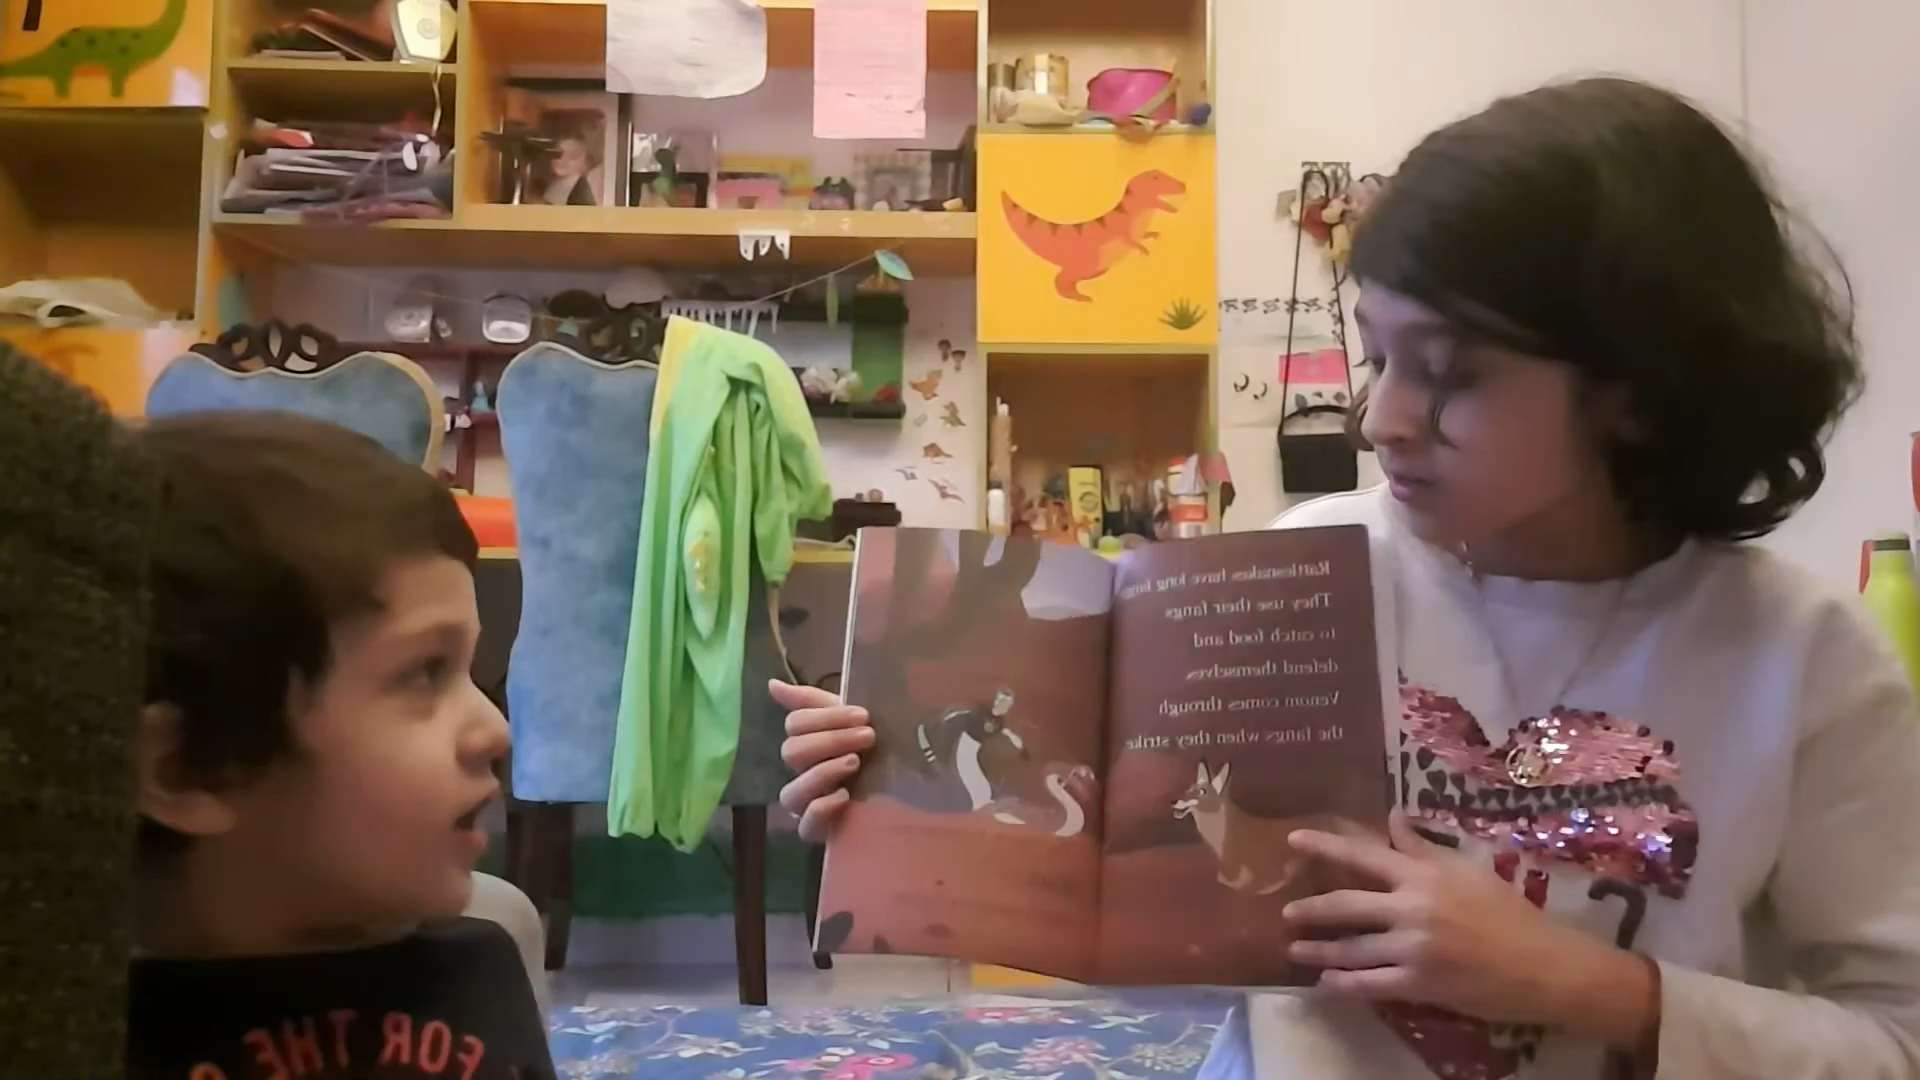 Rattlesnakes have long fangs
They use their fangs
to catch food and
defend themselves.
Venom comes through
the fangs when they strike
FOR THE